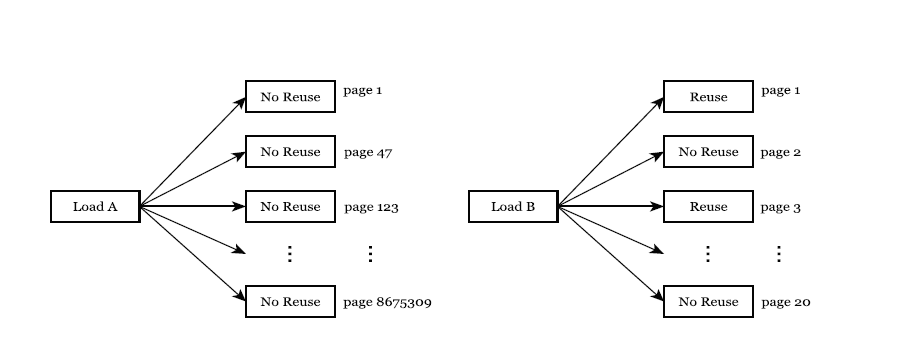 No Reuse page 1
No Reuse page 47
Load A No Reuse page 123
⋮ ⋮
No Reuse page 8675309
Reuse page 1
No Reuse page 2
Load B Reuse page 3
⋮ ⋮
No Reuse page 20